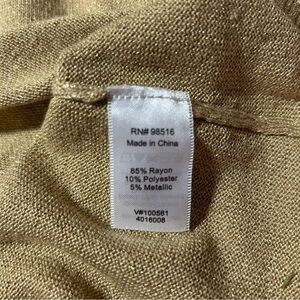 RN# 98516
Made in China
85% Rayon
10% Polyester
5% Metallic
V#100561
4016008